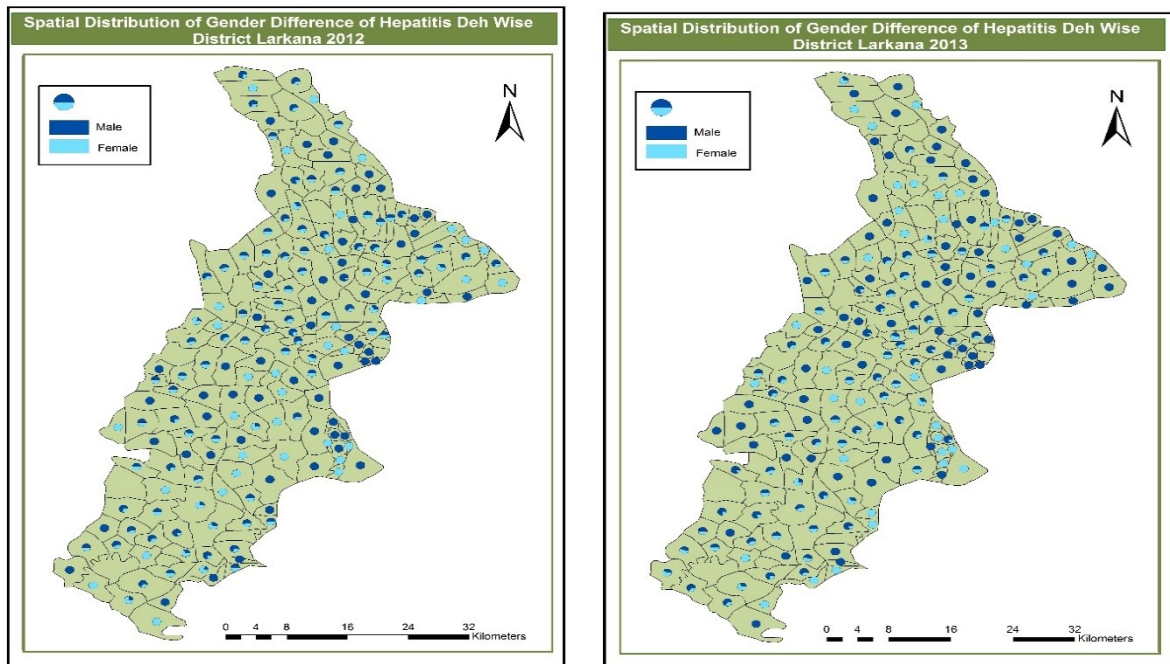 Spatial Distribution of Gender Difference of Hepatitis Deh Wise
District Larkana 2012
Male
Female
N
0 2 4 8 16 24 32
Kilometers
Spatial Distribution of Gender Difference of Hepatitis Deh Wise
District Larkana 2013
Male
Female
N
0 2 4 8 16 24 32
Kilometers